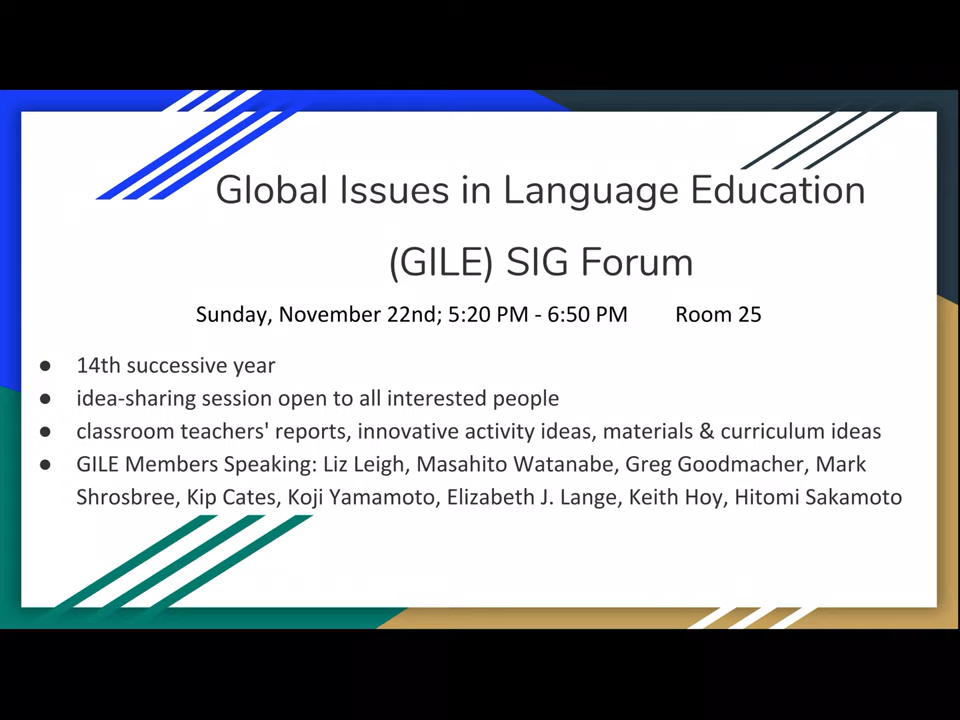 Global Issues in Language Education
(GILE) SIG Forum
Sunday, November 22nd; 5:20 PM - 6:50 PM Room 25
● 14th successive year
● idea-sharing session open to all interested people
● classroom teachers' reports, innovative activity ideas, materials & curriculum ideas
● GILE Members Speaking: Liz Leigh, Masahito Watanabe, Greg Goodmacher, Mark
Shrosbree, Kip Cates, Koji Yamamoto, Elizabeth J. Lange, Keith Hoy, Hitomi Sakamoto